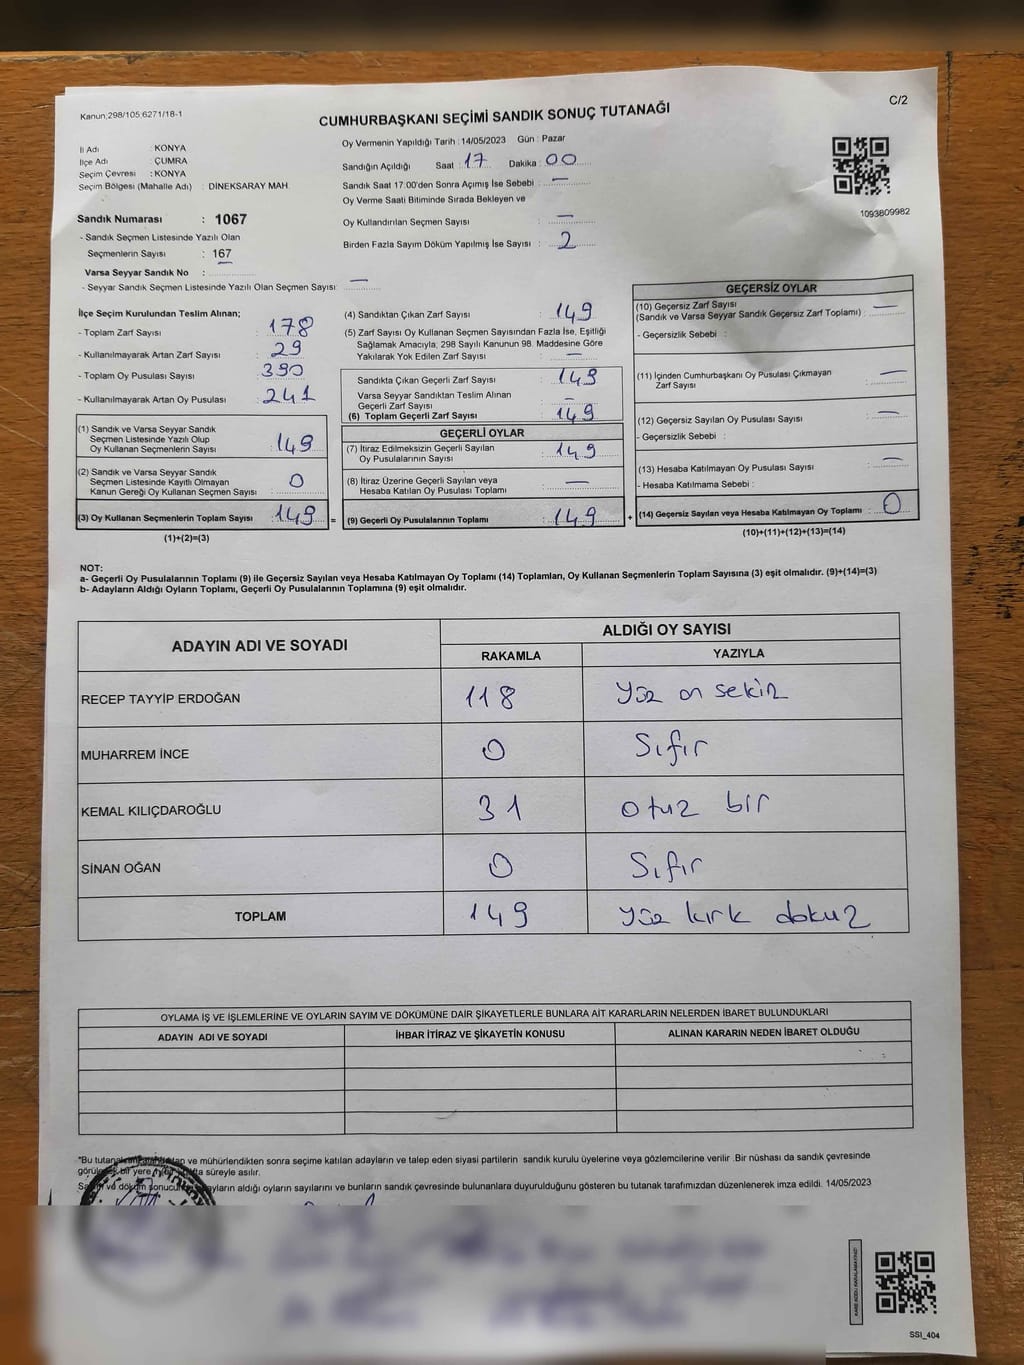 Kanun;298/105;6271/18-1
C/2
CUMHURBAŞKANI SEÇİMİ SANDIK SONUÇ TUTANAĞI
İl Adı : KONYA
İlçe Adı : ÇUMRA
Seçim Çevresi : KONYA
Seçim Bölgesi (Mahalle Adı) : DİNEKSARAY MAH.
Sandık Numarası : 1067
- Sandık Seçmen Listesinde Yazılı Olan
Seçmenlerin Sayısı : 167
Varsa Seyyar Sandık No :
- Seyyar Sandık Seçmen Listesinde Yazılı Olan Seçmen Sayısı : —
Oy Vermenin Yapıldığı Tarih : 14/05/2023 Gün : Pazar
Sandığın Açıldığı Saat : 17 Dakika : 00
Sandık Saat 17:00'den Sonra Açımış İse Sebebi : —
Oy Verme Saati Bitiminde Sırada Bekleyen ve
Oy Kullandırılan Seçmen Sayısı : —
Birden Fazla Sayım Döküm Yapılmış İse Sayısı : 2
1093809982
İlçe Seçim Kurulundan Teslim Alınan;
- Toplam Zarf Sayısı : 178
- Kullanılmayarak Artan Zarf Sayısı : 29
- Toplam Oy Pusulası Sayısı : 390
- Kullanılmayarak Artan Oy Pusulası : 241
(1) Sandık ve Varsa Seyyar Sandık
Seçmen Listesinde Yazılı Olup
Oy Kullanan Seçmenlerin Sayısı : 149
(2) Sandık ve Varsa Seyyar Sandık
Seçmen Listesinde Kayıtlı Olmayan
Kanun Gereği Oy Kullanan Seçmen Sayısı : 0
(3) Oy Kullanan Seçmenlerin Toplam Sayısı : 149 =
(1)+(2)=(3)
(4) Sandıktan Çıkan Zarf Sayısı : 149
(5) Zarf Sayısı Oy Kullanan Seçmen Sayısından Fazla İse, Eşitliği
Sağlamak Amacıyla; 298 Sayılı Kanunun 98. Maddesine Göre
Yakılarak Yok Edilen Zarf Sayısı : —
Sandıkta Çıkan Geçerli Zarf Sayısı : 149
Varsa Seyyar Sandıktan Teslim Alınan
Geçerli Zarf Sayısı : —
(6) Toplam Geçerli Zarf Sayısı : 149
GEÇERLİ OYLAR
(7) İtiraz Edilmeksizin Geçerli Sayılan
Oy Pusulalarının Sayısı : 149
(8) İtiraz Üzerine Geçerli Sayılan veya
Hesaba Katılan Oy Pusulası Toplamı : —
(9) Geçerli Oy Pusulalarının Toplamı : 149 +
GEÇERSİZ OYLAR
(10) Geçersiz Zarf Sayısı
(Sandık ve Varsa Seyyar Sandık Geçersiz Zarf Toplamı) : —
- Geçersizlik Sebebi :
(11) İçinden Cumhurbaşkanı Oy Pusulası Çıkmayan
Zarf Sayısı : —
(12) Geçersiz Sayılan Oy Pusulası Sayısı : —
- Geçersizlik Sebebi :
(13) Hesaba Katılmayan Oy Pusulası Sayısı : —
- Hesaba Katılmama Sebebi :
(14) Geçersiz Sayılan veya Hesaba Katılmayan Oy Toplamı : 0
(10)+(11)+(12)+(13)=(14)
NOT:
a- Geçerli Oy Pusulalarının Toplamı (9) ile Geçersiz Sayılan veya Hesaba Katılmayan Oy Toplamı (14) Toplamları, Oy Kullanan Seçmenlerin Toplam Sayısına (3) eşit olmalıdır. (9)+(14)=(3)
b- Adayların Aldığı Oyların Toplamı, Geçerli Oy Pusulalarının Toplamına (9) eşit olmalıdır.
ADAYIN ADI VE SOYADI ALDIĞI OY SAYISI
RAKAMLA YAZIYLA
RECEP TAYYİP ERDOĞAN 118 Yüz on sekiz
MUHARREM İNCE 0 Sıfır
KEMAL KILIÇDAROĞLU 31 otuz bir
SİNAN OĞAN 0 Sıfır
TOPLAM 149 Yüz kırk dokuz
OYLAMA İŞ VE İŞLEMLERİNE VE OYLARIN SAYIM VE DÖKÜMÜNE DAİR ŞİKAYETLERLE BUNLARA AİT KARARLARIN NELERDEN İBARET BULUNDUKLARI
ADAYIN ADI VE SOYADI İHBAR İTİRAZ VE ŞİKAYETİN KONUSU ALINAN KARARIN NEDEN İBARET OLDUĞU
*Bu tutanak ve mühürlendikten sonra seçime katılan adayların ve talep eden siyasi partilerin sandık kurulu üyelerine veya gözlemcilerine verilir .Bir nüshası da sandık çevresinde
bir yere süreyle asılır.
ve döküm adayların aldığı oyların sayılarını ve bunların sandık çevresinde bulunanlara duyurulduğunu gösteren bu tutanak tarafımızdan düzenlenerek imza edildi. 14/05/2023
SSI_404